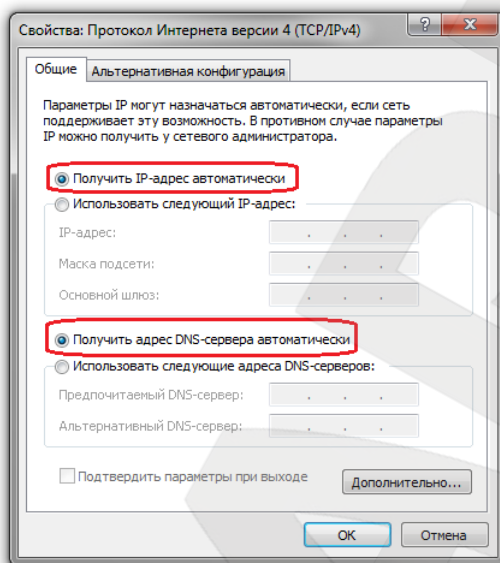 Свойства: Протокол Интернета версии 4 (TCP/IPv4)
Общие
Альтернативная конфигурация
Параметры IP могут назначаться автоматически, если сеть
поддерживает эту возможность. В противном случае параметры
IP можно получить у сетевого администратора.
Получить IP-адрес автоматически
Использовать следующий IP-адрес:
IP-адрес:
Маска подсети:
Основной шлюз:
Получить адрес DNS-сервера автоматически
Использовать следующие адреса DNS-серверов:
Предпочитаемый DNS-сервер:
Альтернативный DNS-сервер:
Подтвердить параметры при выходе
Дополнительно...
ОК
Отмена